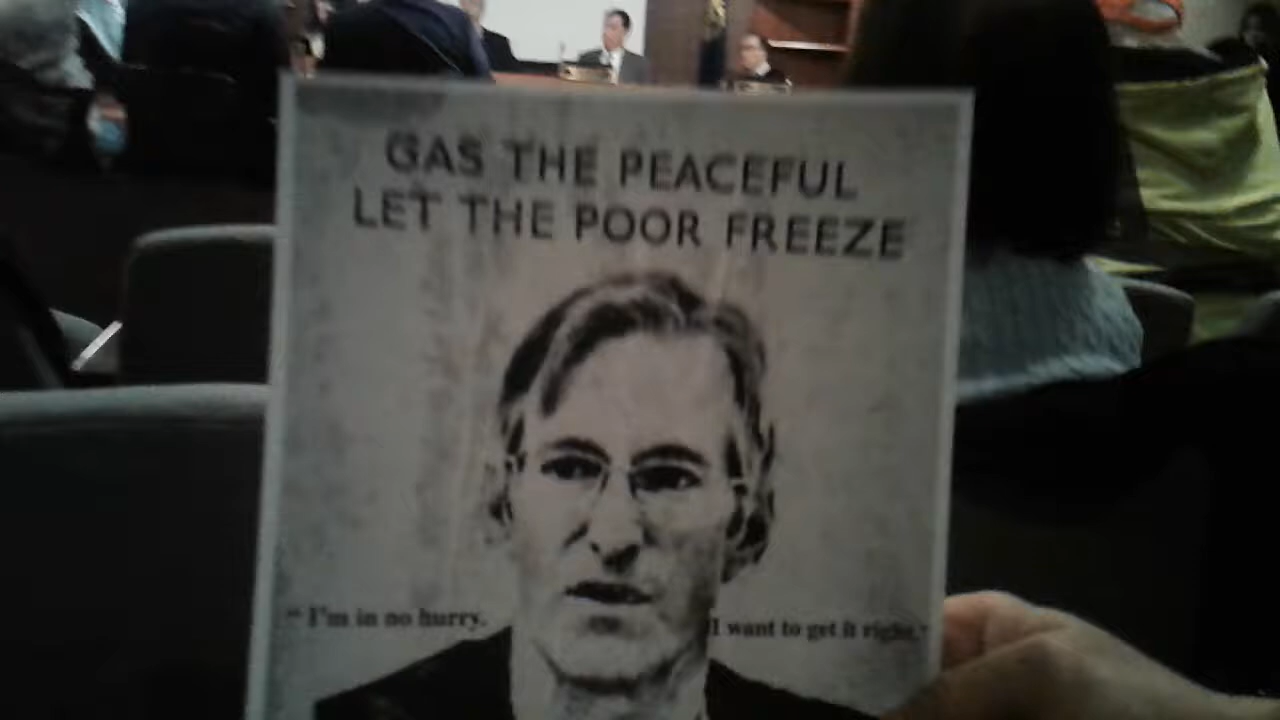 GAS THE PEACEFUL
LET THE POOR FREEZE
" I'm in no hurry. I want to get it right."